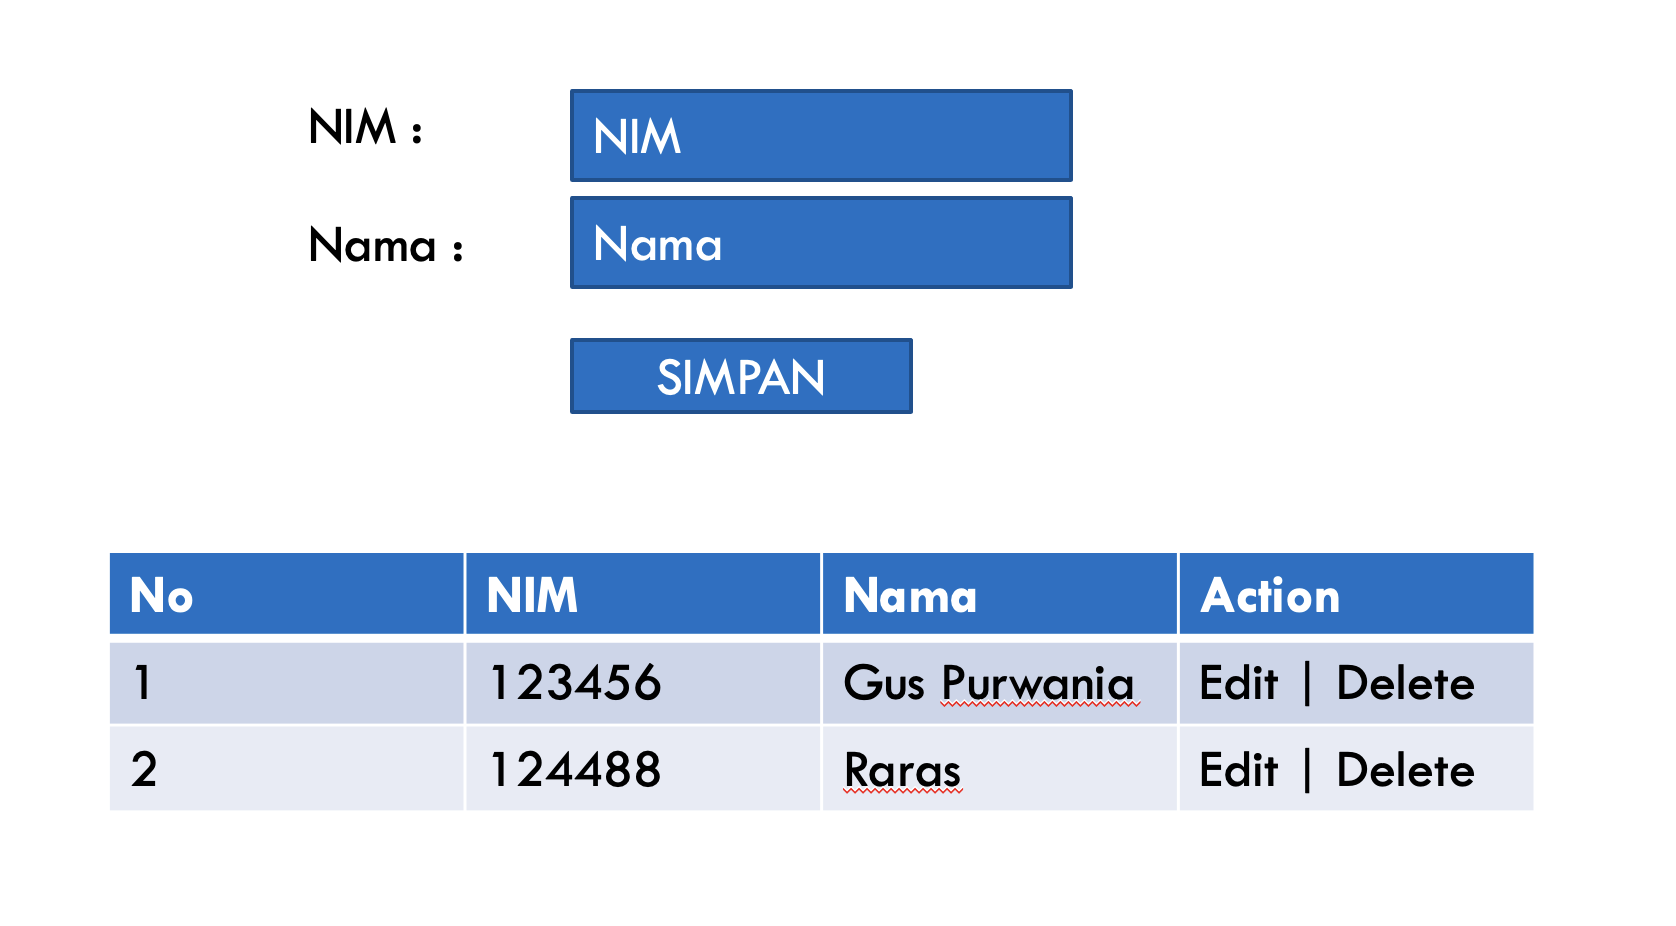 NIM : NIM
Nama : Nama
SIMPAN
No NIM Nama Action
1 123456 Gus Purwania Edit | Delete
2 124488 Raras Edit | Delete